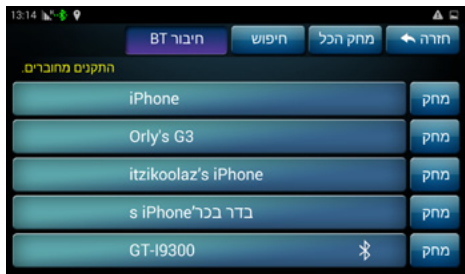 13:14
חזרה מחק הכל חיפוש חיבור BT
התקנים מחוברים.
iPhone מחק
Orly's G3 מחק
itzikoolaz's iPhone מחק
בדר בכר's iPhone מחק
GT-I9300 מחק